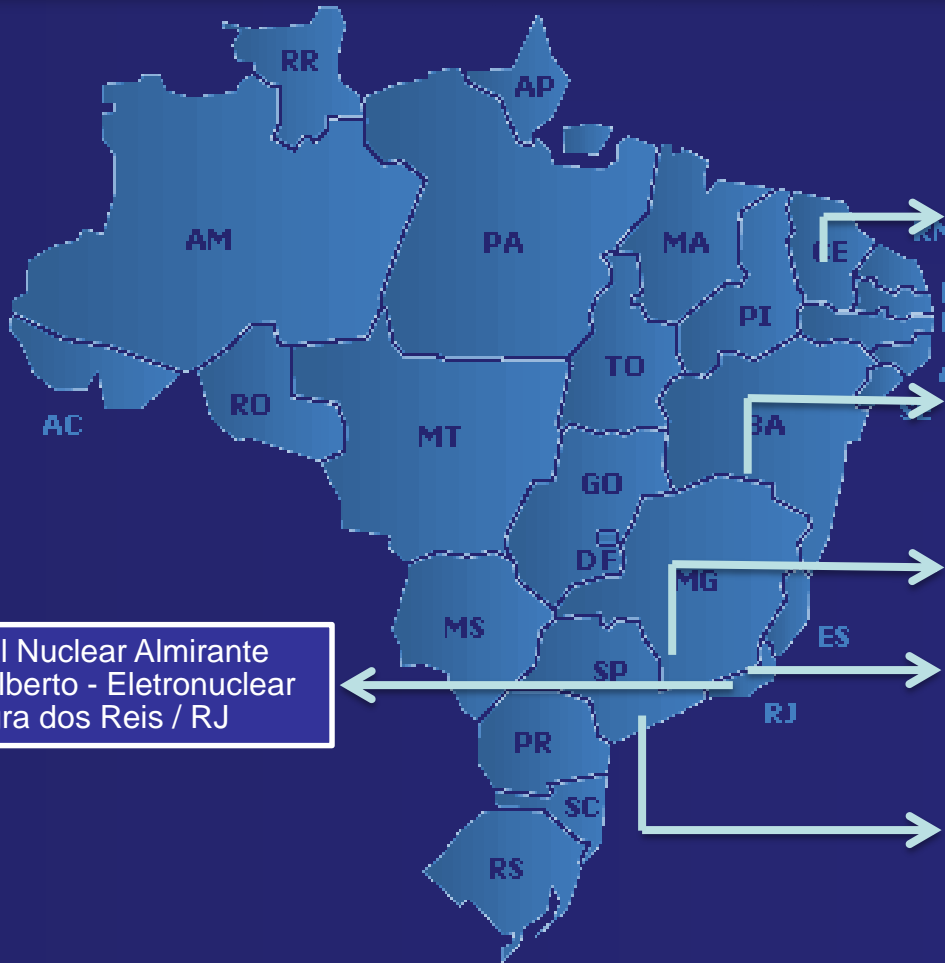 RR
AP
AM
PA
MA
CE
RN
PI
TO
AC
RO
MT
BA
GO
DF
MG
MS
ES
SP
RJ
l Nuclear Almirante
lberto - Eletronuclear
ra dos Reis / RJ
PR
SC
RS